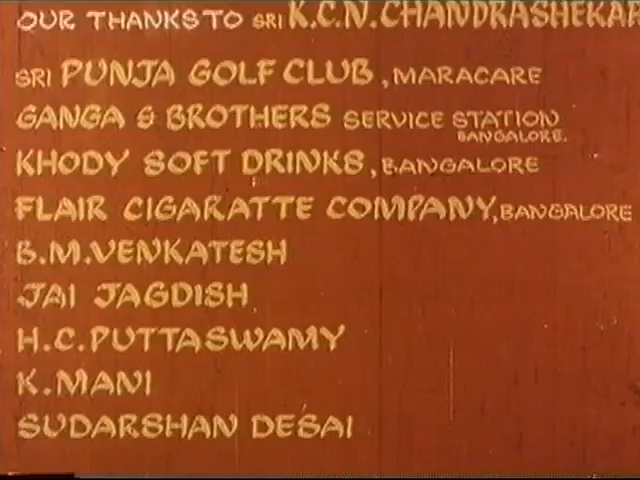 OUR THANKS TO SRI K.C.N. CHANDRASHEKAR
SRI PUNJA GOLF CLUB, MARACARE
GANGA & BROTHERS SERVICE STATION
BANGALORE.
KHODY SOFT DRINKS, BANGALORE
FLAIR CIGARATTE COMPANY, BANGALORE
B.M.VENKATESH
JAI JAGDISH
H.C.PUTTASWAMY
K.MANI
SUDARSHAN DESAI